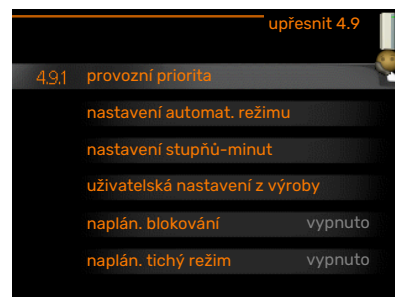 upřesnit 4.9
4.9.1 provozní priorita
nastavení automat. režimu
nastavení stupňů-minut
uživatelská nastavení z výroby
naplán. blokování vypnuto
naplán. tichý režim vypnuto